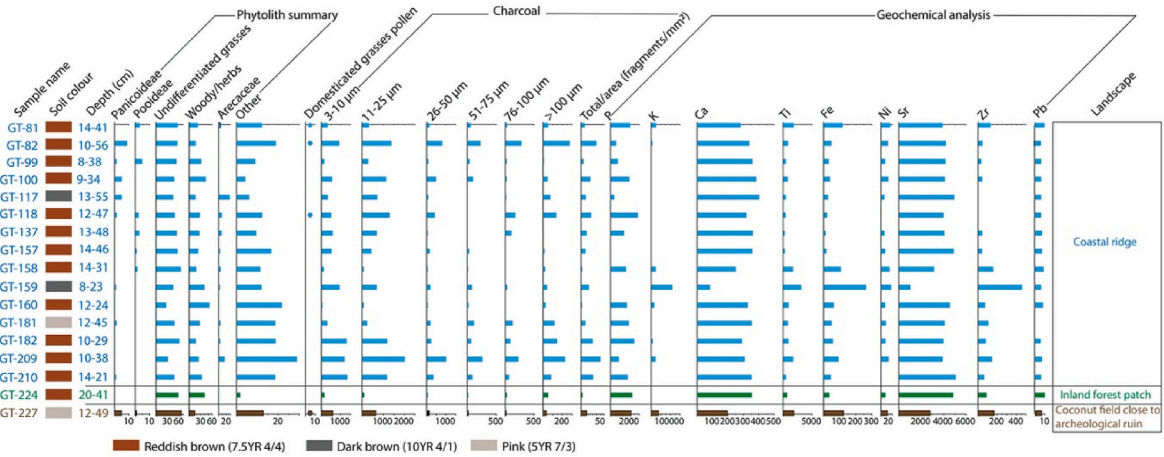 Phytolith summary
Charcoal
Geochemical analysis
Sample name
Soil colour
Depth (cm)
Panicoideae
Pooideae
Undifferentiated grasses
Woody/herbs
Arecaceae
Other
Domesticated grasses pollen
3-10 µm
11-25 µm
26-50 µm
51-75 µm
76-100 µm
>100 µm
Total/area (fragments/mm²)
P
K
Ca
Ti
Fe
Ni
Sr
Zr
Pb
Landscape
GT-81 14-41
GT-82 10-56
GT-99 8-38
GT-100 9-34
GT-117 13-55
GT-118 12-47
GT-137 13-48
GT-157 14-46
GT-158 14-31
GT-159 8-23
GT-160 12-24
GT-181 12-45
GT-182 10-29
GT-209 10-38
GT-210 14-21
Coastal ridge
GT-224 20-41 Inland forest patch
GT-227 12-49 Coconut field close to
archeological ruin
10 10 30 60 30 60 20 20 10 1000 1000 2000 500 500 200 200 50 2000 100000 100 200 300 400 500 5000 100 200 20 2000 4000 6000 200 400 10
Reddish brown (7.5YR 4/4) Dark brown (10YR 4/1) Pink (5YR 7/3)